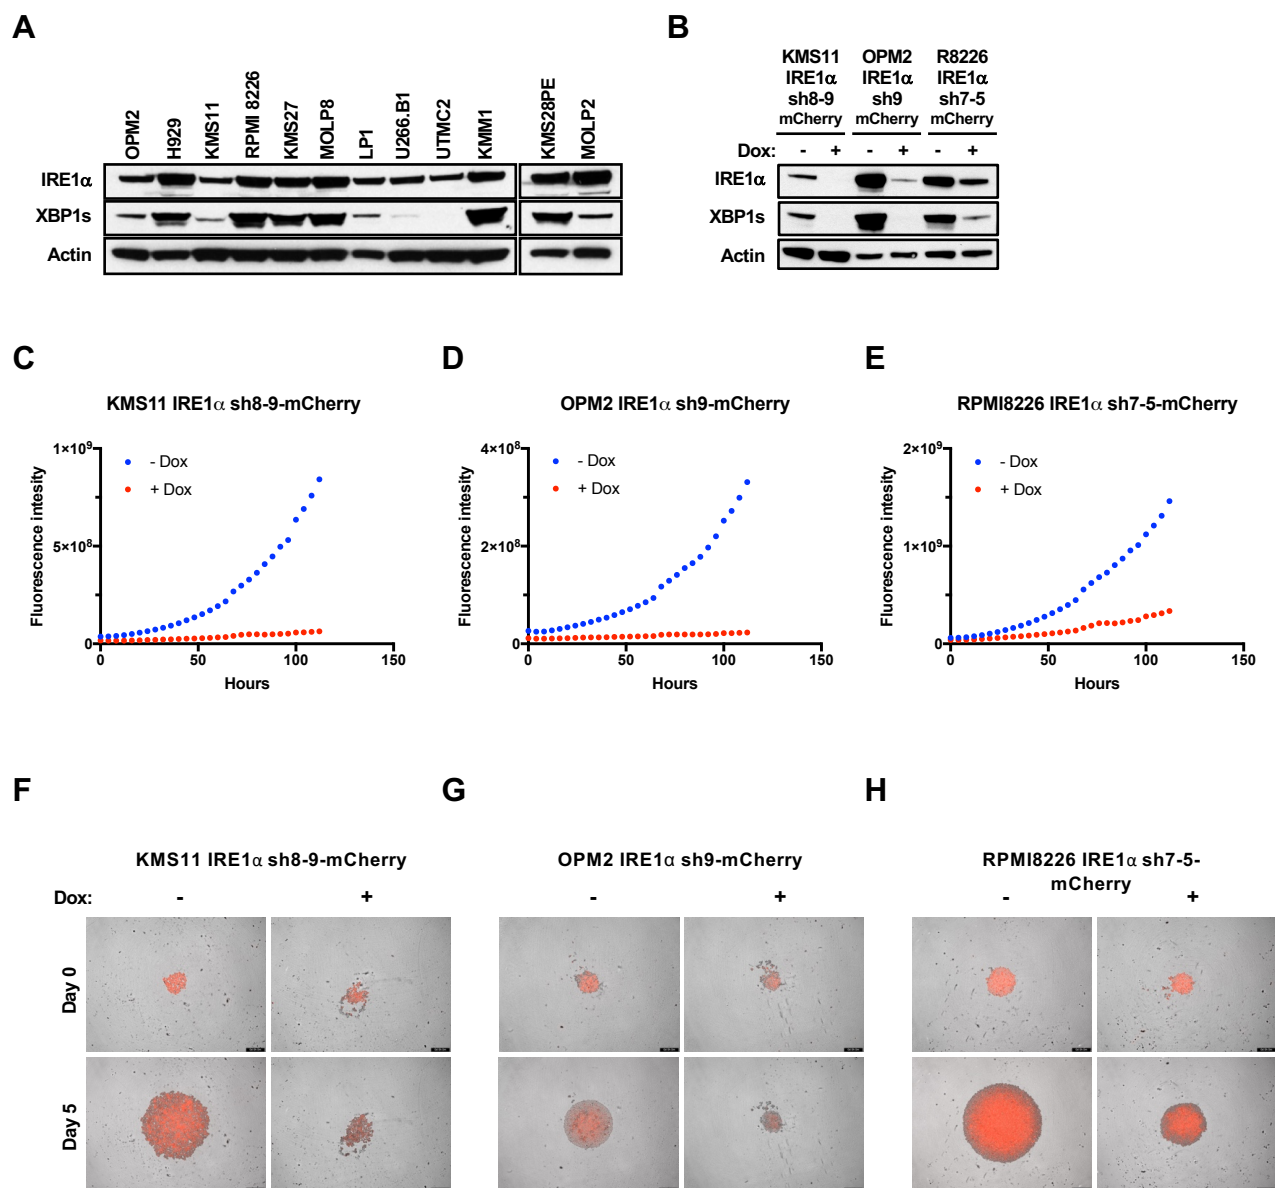 A
OPM2
H929
KMS11
RPMI 8226
KMS27
MOLP8
LP1
U266.B1
UTMC2
KMM1
KMS28PE
MOLP2
IRE1α
XBP1s
Actin
B
KMS11 OPM2 R8226
IRE1α IRE1α IRE1α
sh8-9 sh9 sh7-5
mCherry mCherry mCherry
Dox: - + - + - +
IRE1α
XBP1s
Actin
C
KMS11 IRE1α sh8-9-mCherry
Fluorescence intesity
1×10⁹
5×10⁸
0
- Dox
+ Dox
0 50 100 150
Hours
D
OPM2 IRE1α sh9-mCherry
Fluorescence intesity
4×10⁸
2×10⁸
0
- Dox
+ Dox
0 50 100 150
Hours
E
RPMI8226 IRE1α sh7-5-mCherry
Fluorescence intesity
2×10⁹
1×10⁹
0
- Dox
+ Dox
0 50 100 150
Hours
F
KMS11 IRE1α sh8-9-mCherry
Dox: - +
Day 0
Day 5
G
OPM2 IRE1α sh9-mCherry
- +
H
RPMI8226 IRE1α sh7-5-
mCherry
- +